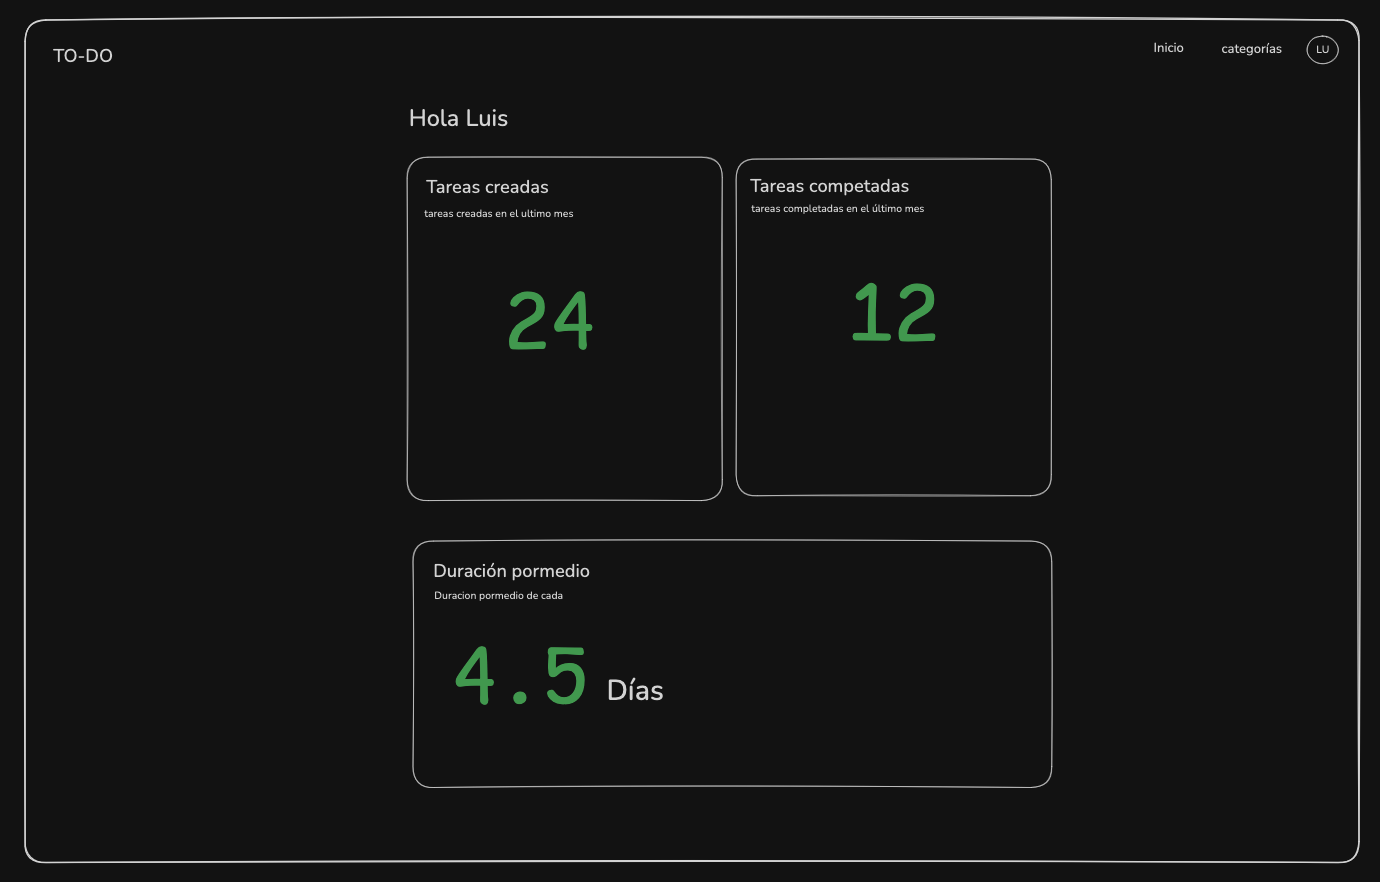 TO-DO
Inicio
categorías
LU
Hola Luis
Tareas creadas
tareas creadas en el ultimo mes
24
Tareas competadas
tareas completadas en el último mes
12
Duración pormedio
Duracion pormedio de cada
4.5 Días